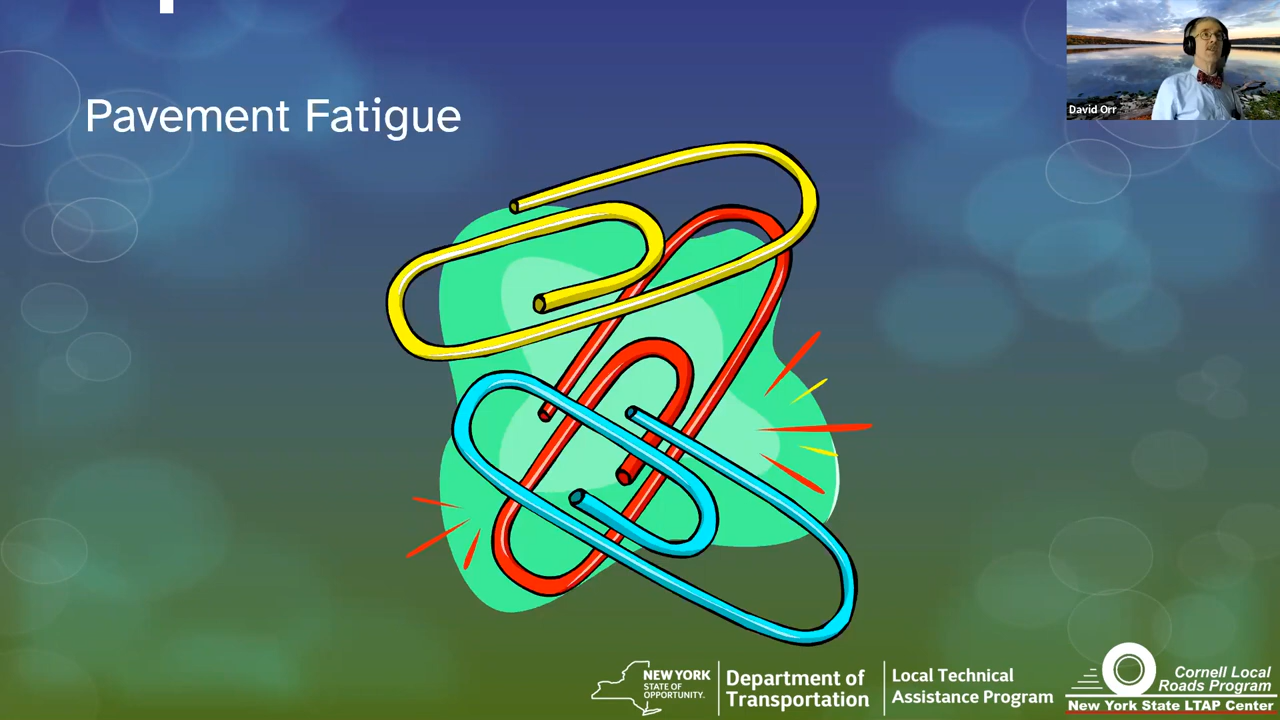 Pavement Fatigue
David Orr
NEW YORK
STATE OF
OPPORTUNITY.
Department of
Transportation
Local Technical
Assistance Program
Cornell Local
Roads Program
New York State LTAP Center